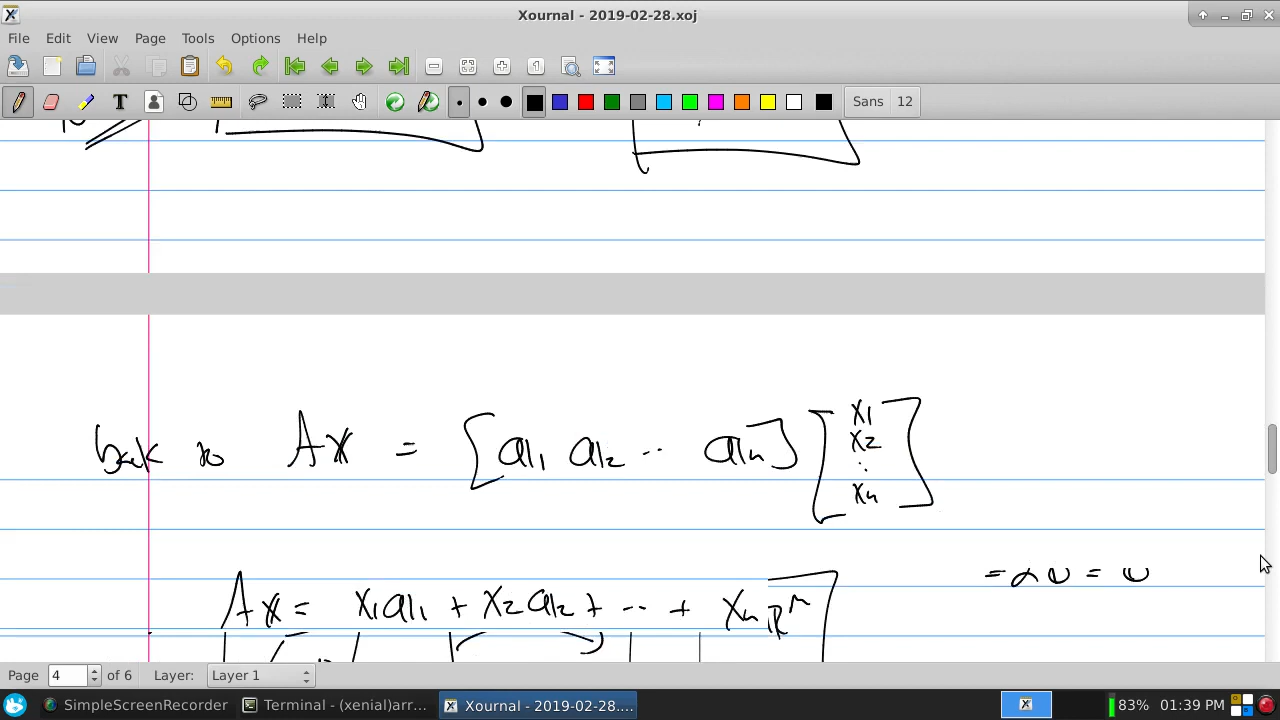 Xournal - 2019-02-28.xoj
File Edit View Page Tools Options Help
T Sans 12
back to Ax = [a1 a2 ·· an] [x1 x2 : xn]
= αv = v
Ax = x1a1 + x2a2 + ·· + xn
Page 4 of 6 Layer: Layer 1
SimpleScreenRecorder Terminal - (xenial)arr... Xournal - 2019-02-28.... 83% 01:39 PM